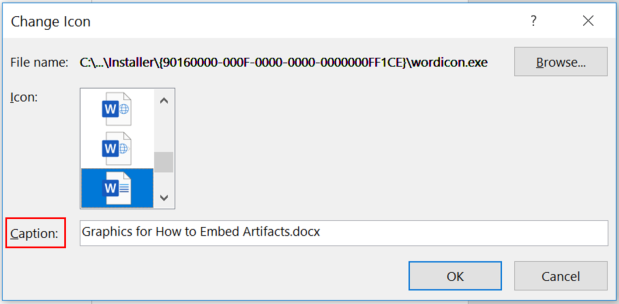 Change Icon ?
File name: C:\...\Installer\{90160000-000F-0000-0000-0000000FF1CE}\wordicon.exe Browse...
Icon:
W
W
W
Caption: Graphics for How to Embed Artifacts.docx
OK Cancel